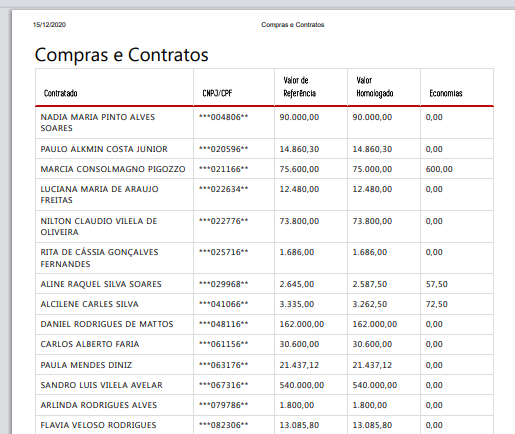 15/12/2020 Compras e Contratos
Compras e Contratos
Contratado CNPJ/CPF Valor de Referência Valor Homologado Economias
NADIA MARIA PINTO ALVES SOARES ***004806** 90.000,00 90.000,00 0,00
PAULO ALKMIN COSTA JUNIOR ***020596** 14.860,30 14.860,30 0,00
MARCIA CONSOLMAGNO PIGOZZO ***021166** 75.600,00 75.000,00 600,00
LUCIANA MARIA DE ARAUJO FREITAS ***022634** 12.480,00 12.480,00 0,00
NILTON CLAUDIO VILELA DE OLIVEIRA ***022776** 73.800,00 73.800,00 0,00
RITA DE CÁSSIA GONÇALVES FERNANDES ***025716** 1.686,00 1.686,00 0,00
ALINE RAQUEL SILVA SOARES ***029968** 2.645,00 2.587,50 57,50
ALCILENE CARLES SILVA ***041066** 3.335,00 3.262,50 72,50
DANIEL RODRIGUES DE MATTOS ***048116** 162.000,00 162.000,00 0,00
CARLOS ALBERTO FARIA ***061156** 30.600,00 30.600,00 0,00
PAULA MENDES DINIZ ***063176** 21.437,12 21.437,12 0,00
SANDRO LUIS VILELA AVELAR ***067316** 540.000,00 540.000,00 0,00
ARLINDA RODRIGUES ALVES ***079786** 1.800,00 1.800,00 0,00
FLAVIA VELOSO RODRIGUES ***082306** 13.085,80 13.085,80 0,00